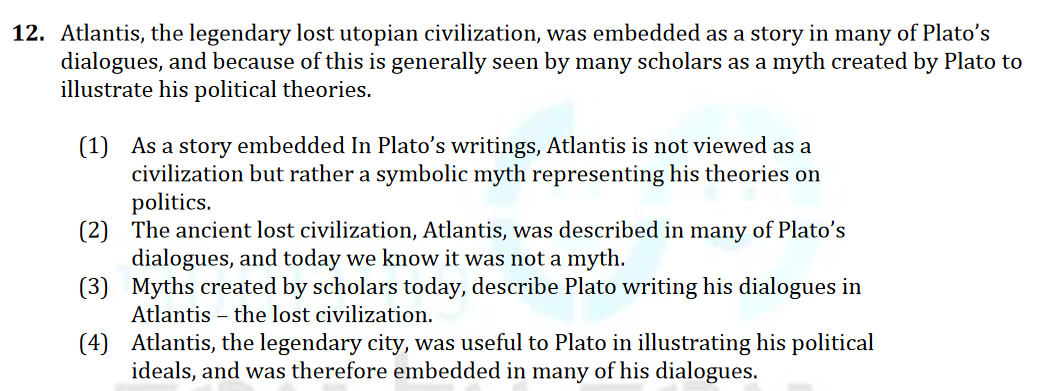 12. Atlantis, the legendary lost utopian civilization, was embedded as a story in many of Plato’s
dialogues, and because of this is generally seen by many scholars as a myth created by Plato to
illustrate his political theories.
(1) As a story embedded In Plato’s writings, Atlantis is not viewed as a
civilization but rather a symbolic myth representing his theories on
politics.
(2) The ancient lost civilization, Atlantis, was described in many of Plato’s
dialogues, and today we know it was not a myth.
(3) Myths created by scholars today, describe Plato writing his dialogues in
Atlantis – the lost civilization.
(4) Atlantis, the legendary city, was useful to Plato in illustrating his political
ideals, and was therefore embedded in many of his dialogues.